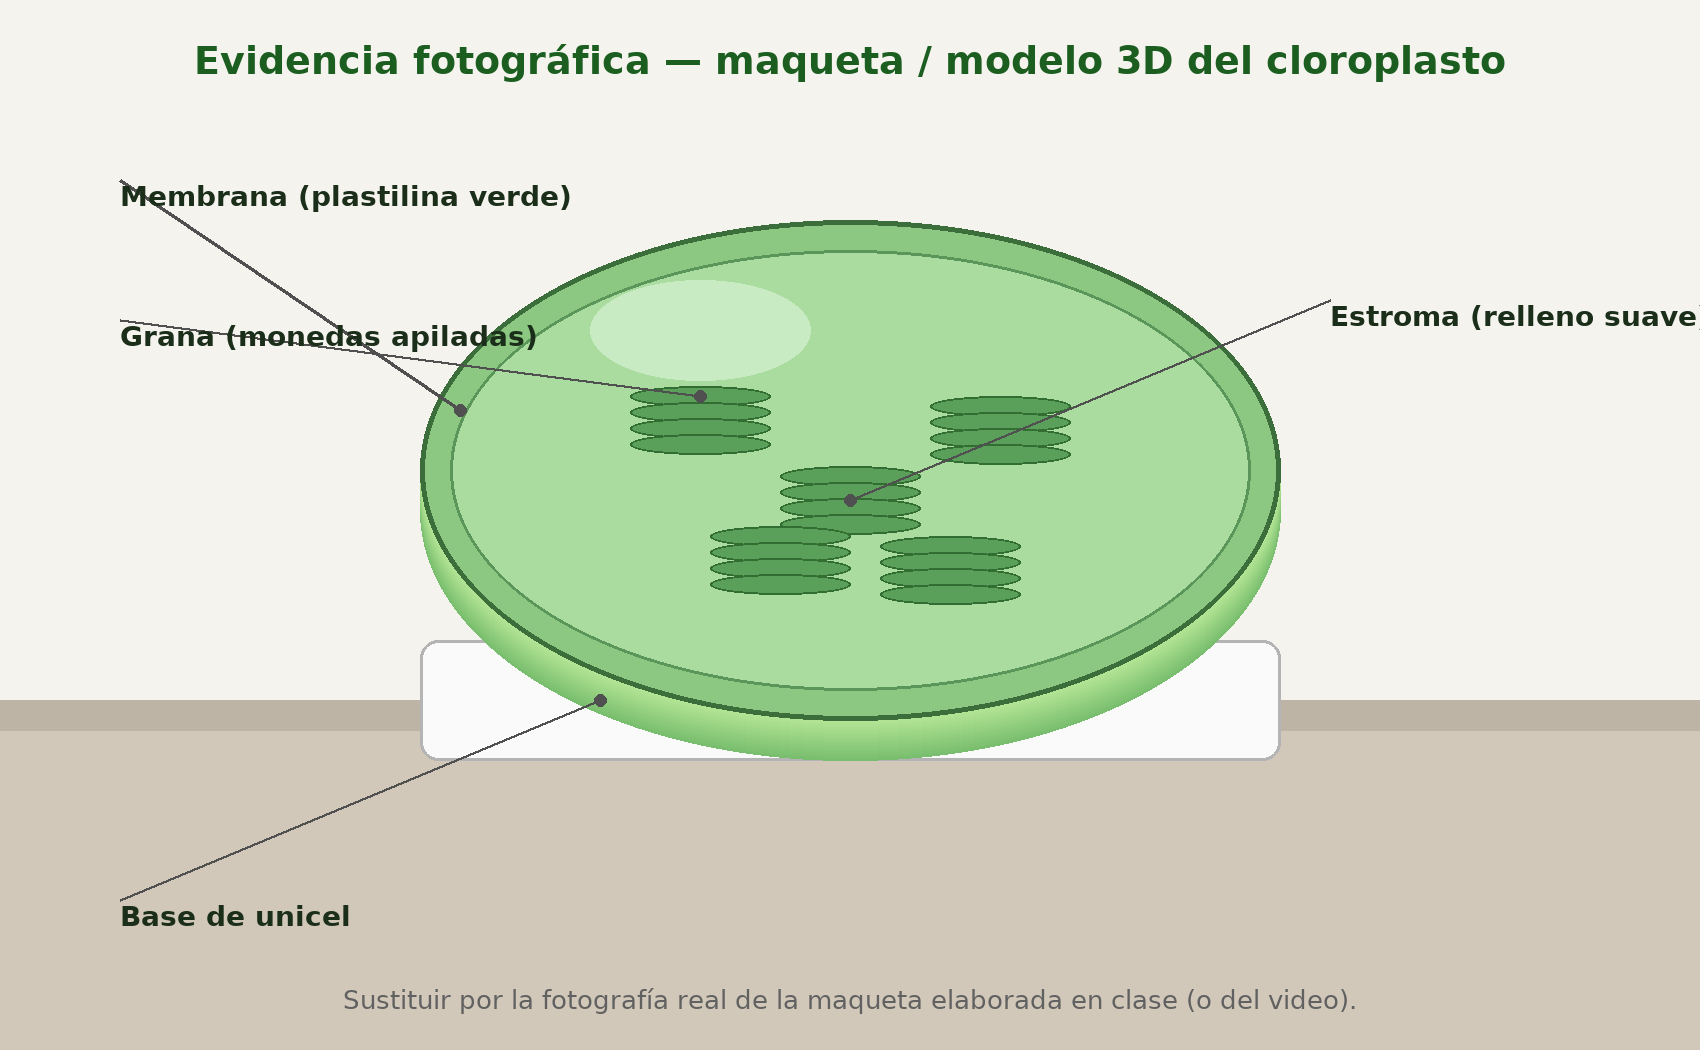 Evidencia fotográfica — maqueta / modelo 3D del cloroplasto
Membrana (plastilina verde)
Estroma (relleno suave)
Grana (monedas apiladas)
Base de unicel
Sustituir por la fotografía real de la maqueta elaborada en clase (o del video).